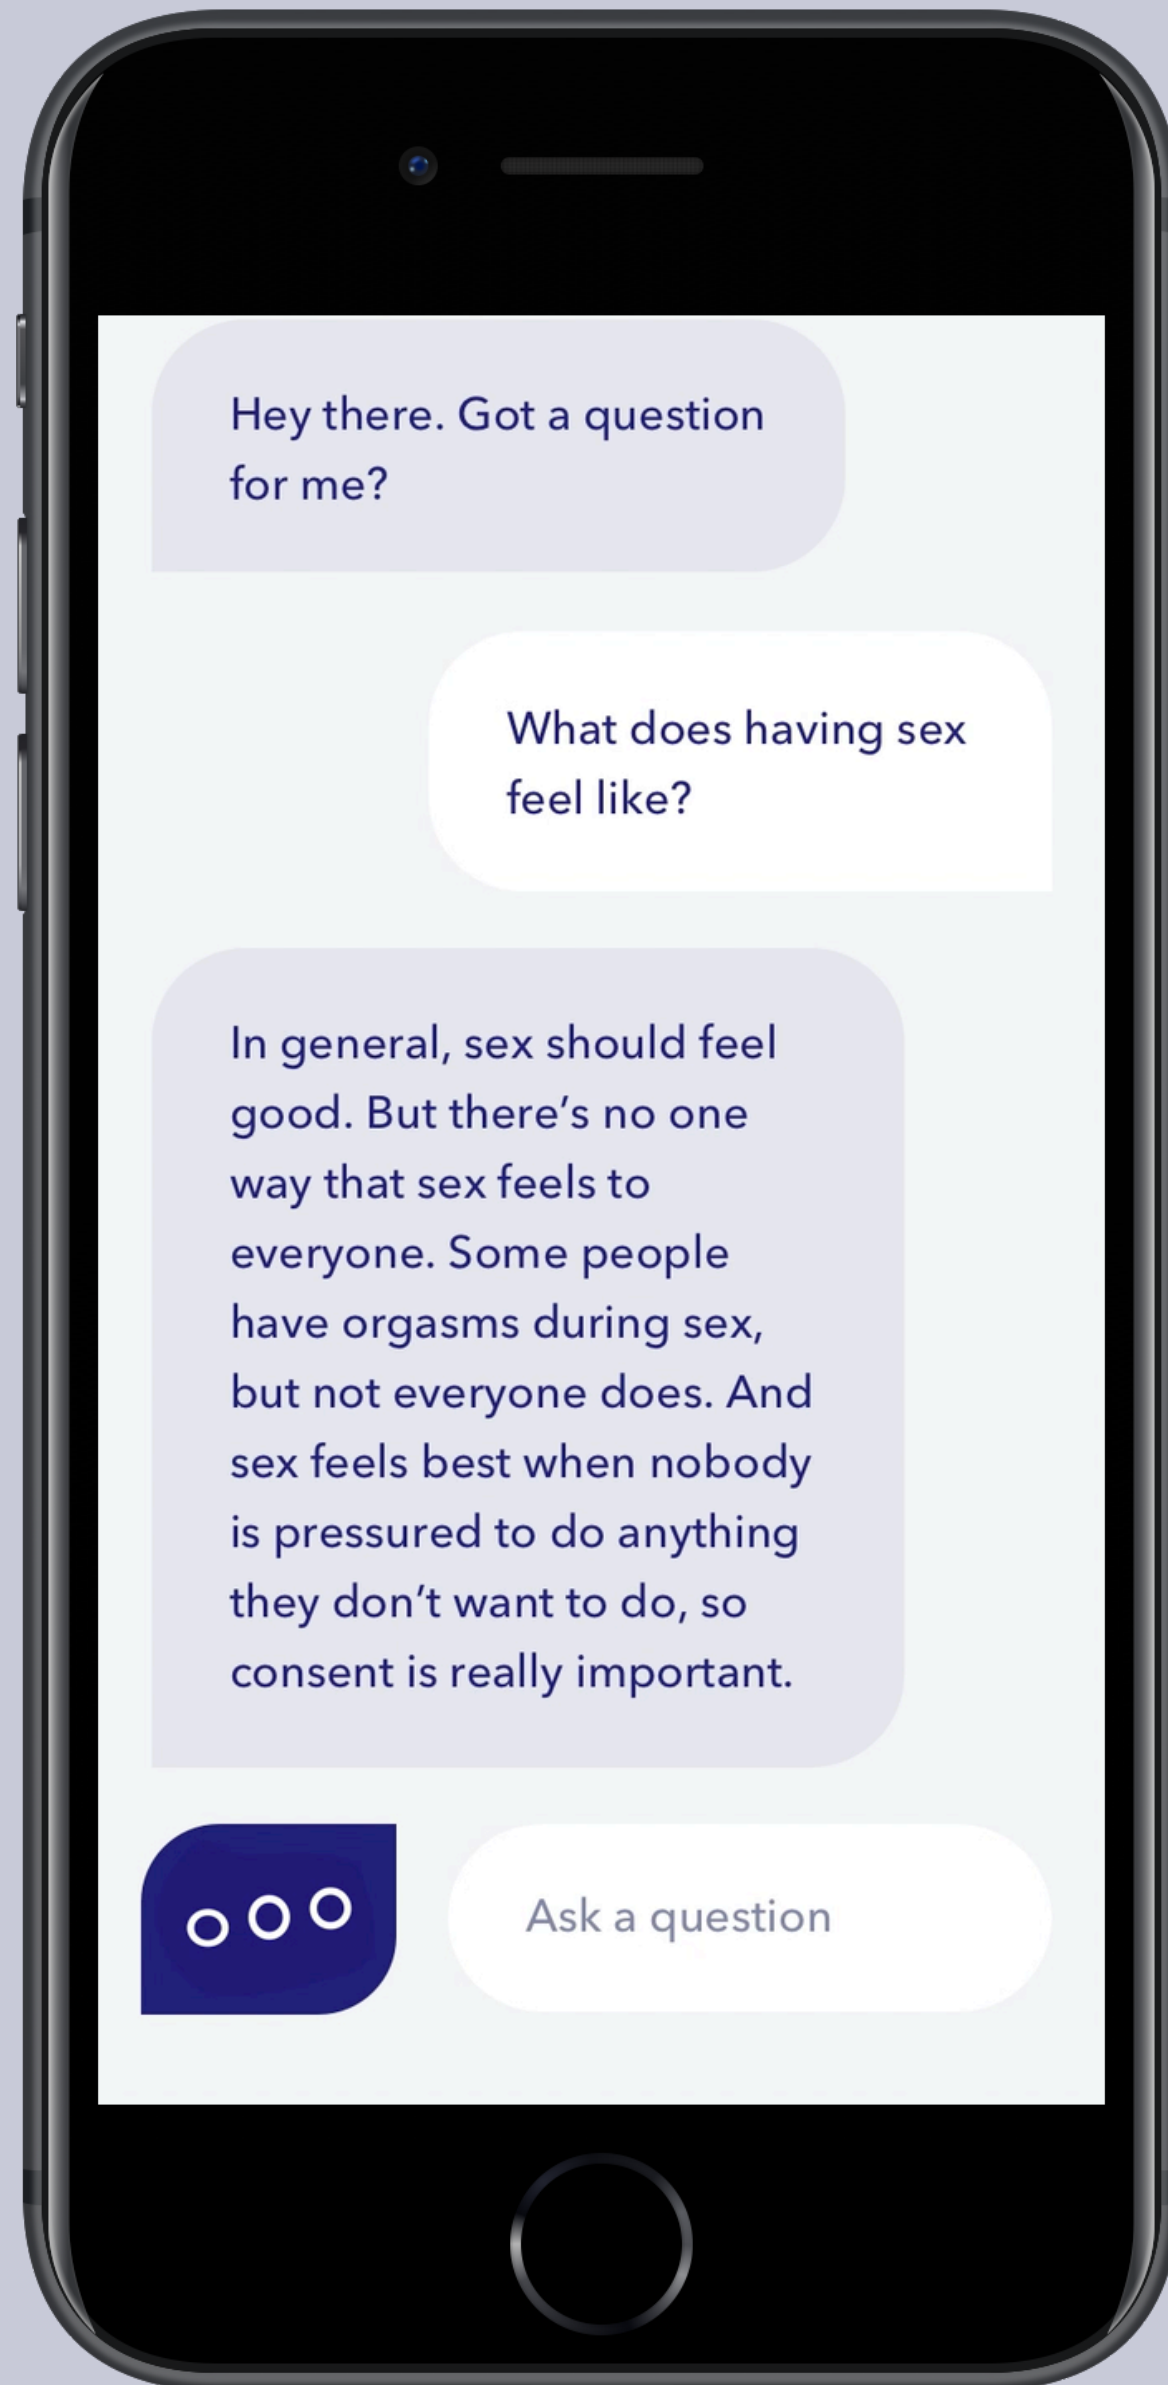 Hey there. Got a question
for me?
What does having sex
feel like?
In general, sex should feel
good. But there’s no one
way that sex feels to
everyone. Some people
have orgasms during sex,
but not everyone does. And
sex feels best when nobody
is pressured to do anything
they don’t want to do, so
consent is really important.
Ask a question